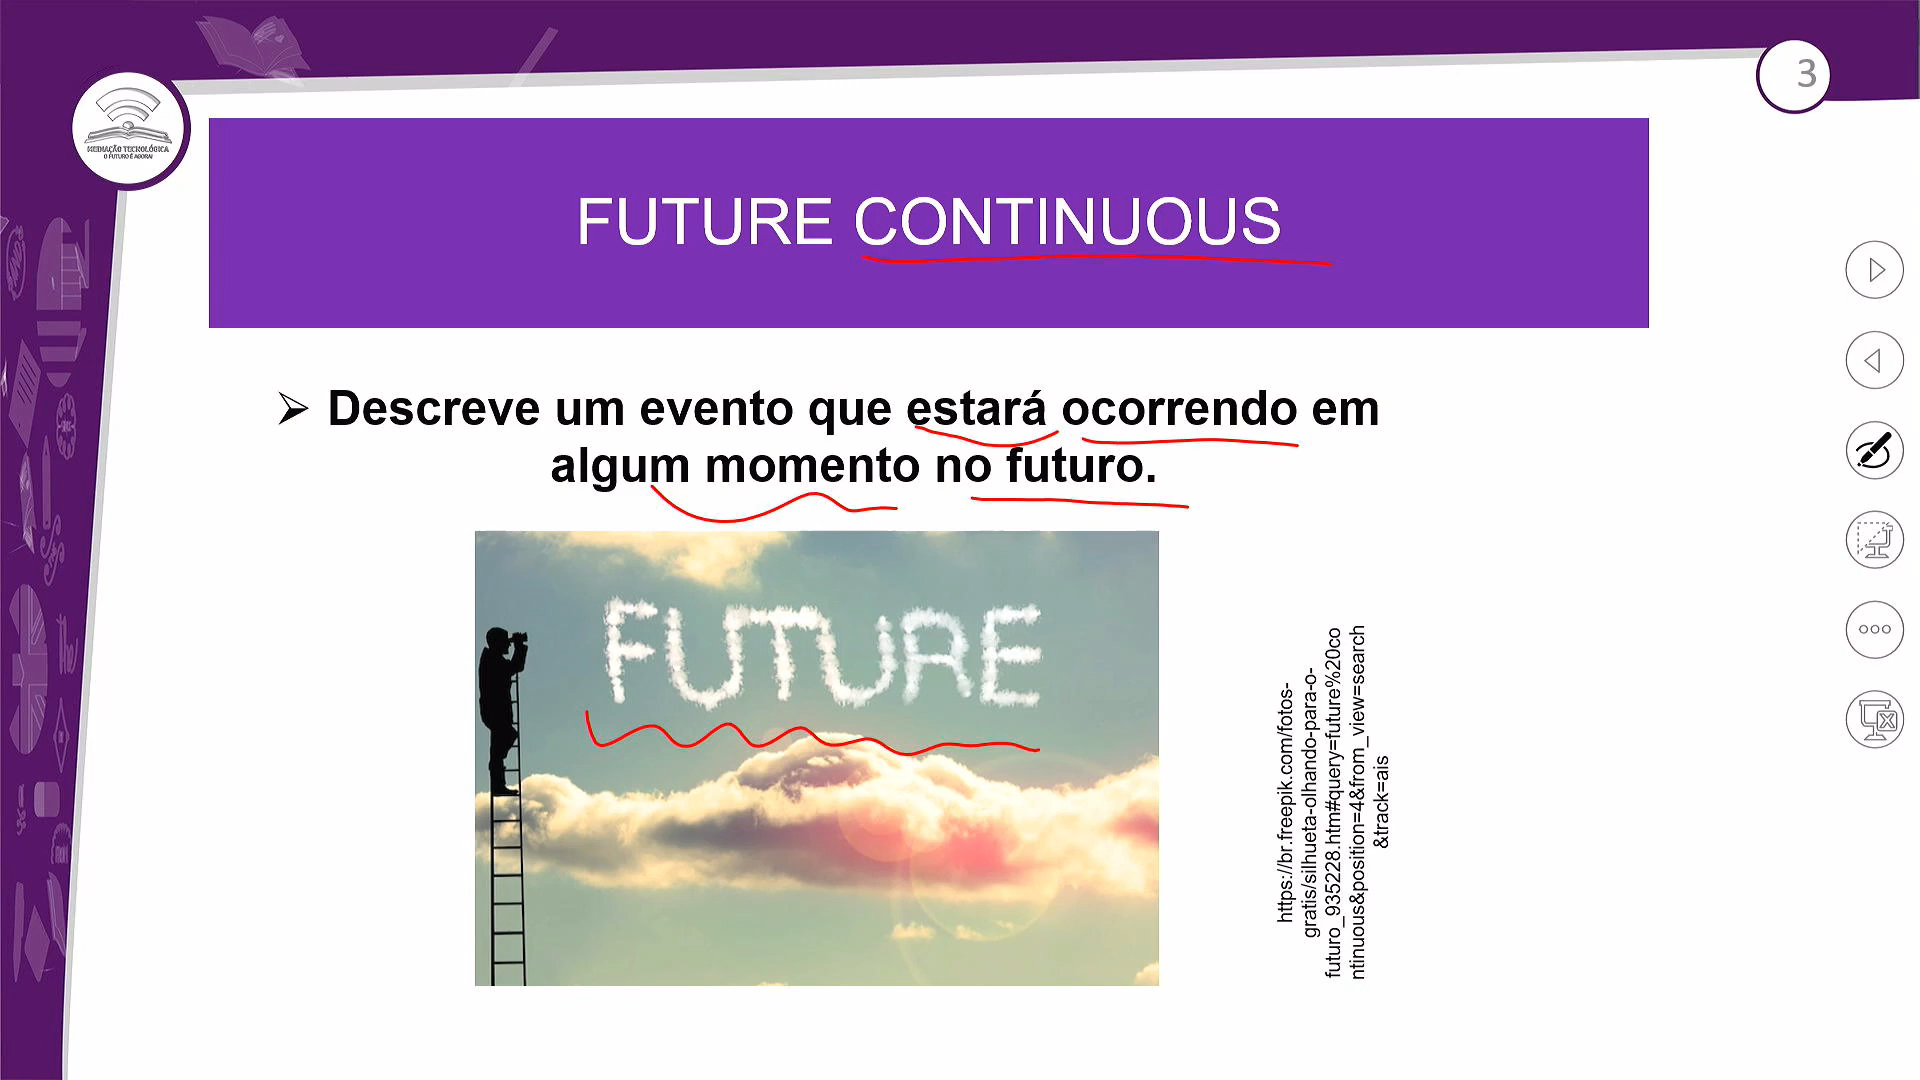 3
MEDIAÇÃO TECNOLÓGICA
O FUTURO É AGORA!
FUTURE CONTINUOUS
➢ Descreve um evento que estará ocorrendo em
algum momento no futuro.
FUTURE
https://br.freepik.com/fotos-
gratis/silhueta-olhando-para-o-
futuro_935228.htm#query=future%20co
ntinuous&position=4&from_view=search
&track=ais